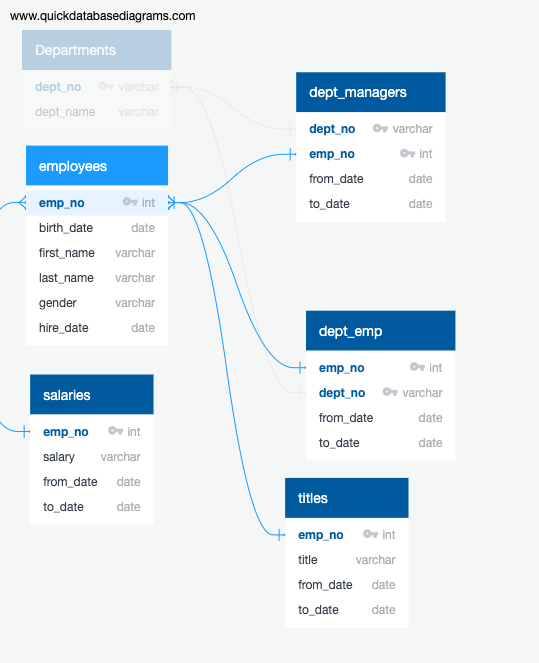 www.quickdatabasediagrams.com
Departments
dept_no varchar
dept_name varchar
employees
emp_no int
birth_date date
first_name varchar
last_name varchar
gender varchar
hire_date date
salaries
emp_no int
salary varchar
from_date date
to_date date
dept_managers
dept_no varchar
emp_no int
from_date date
to_date date
dept_emp
emp_no int
dept_no varchar
from_date date
to_date date
titles
emp_no int
title varchar
from_date date
to_date date